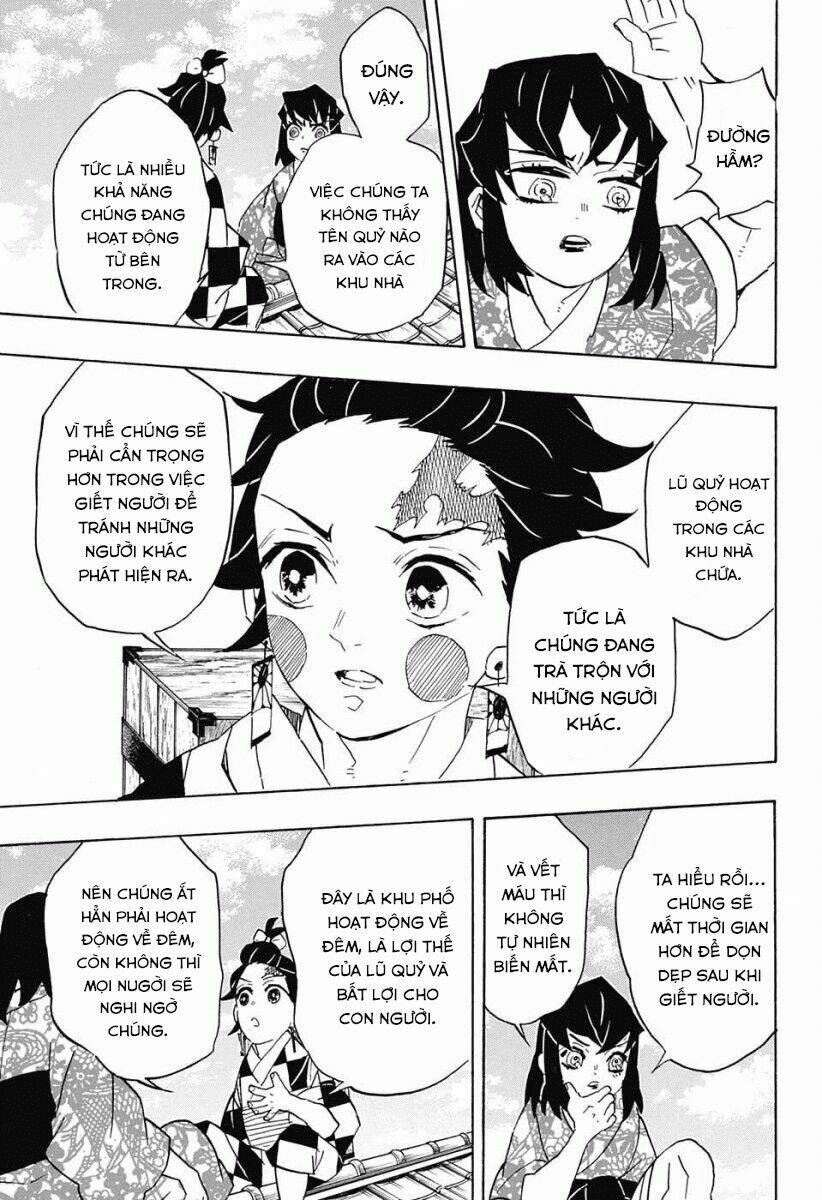 ĐƯỜNG
HẦM?
ĐÚNG
VẬY.
VIỆC CHÚNG TA
KHÔNG THẤY
TÊN QUỶ NÀO
RA VÀO CÁC
KHU NHÀ
TỨC LÀ NHIỀU
KHẢ NĂNG
CHÚNG ĐANG
HOẠT ĐỘNG
TỪ BÊN
TRONG.
LŨ QUỶ HOẠT
ĐỘNG
TRONG CÁC
KHU NHÀ
CHỨA.
TỨC LÀ
CHÚNG ĐANG
TRÀ TRỘN VỚI
NHỮNG NGƯỜI
KHÁC.
VÌ THẾ CHÚNG SẼ
PHẢI CẨN TRỌNG
HƠN TRONG VIỆC
GIẾT NGƯỜI ĐỂ
TRÁNH NHỮNG
NGƯỜI KHÁC
PHÁT HIỆN RA.
TA HIỂU RỒI...
CHÚNG SẼ
MẤT THỜI GIAN
HƠN ĐỂ DỌN
DẸP SAU KHI
GIẾT NGƯỜI.
VÀ VẾT
MÁU THÌ
KHÔNG
TỰ NHIÊN
BIẾN MẤT.
ĐÂY LÀ KHU PHỐ
HOẠT ĐỘNG VỀ
ĐÊM, LÀ LỢI THẾ
CỦA LŨ QUỶ VÀ
BẤT LỢI CHO
CON NGƯỜI.
NÊN CHÚNG ẮT
HẲN PHẢI HOẠT
ĐỘNG VỀ ĐÊM,
CÒN KHÔNG THÌ
MỌI NUGỜI SẼ
NGHI NGỜ
CHÚNG.